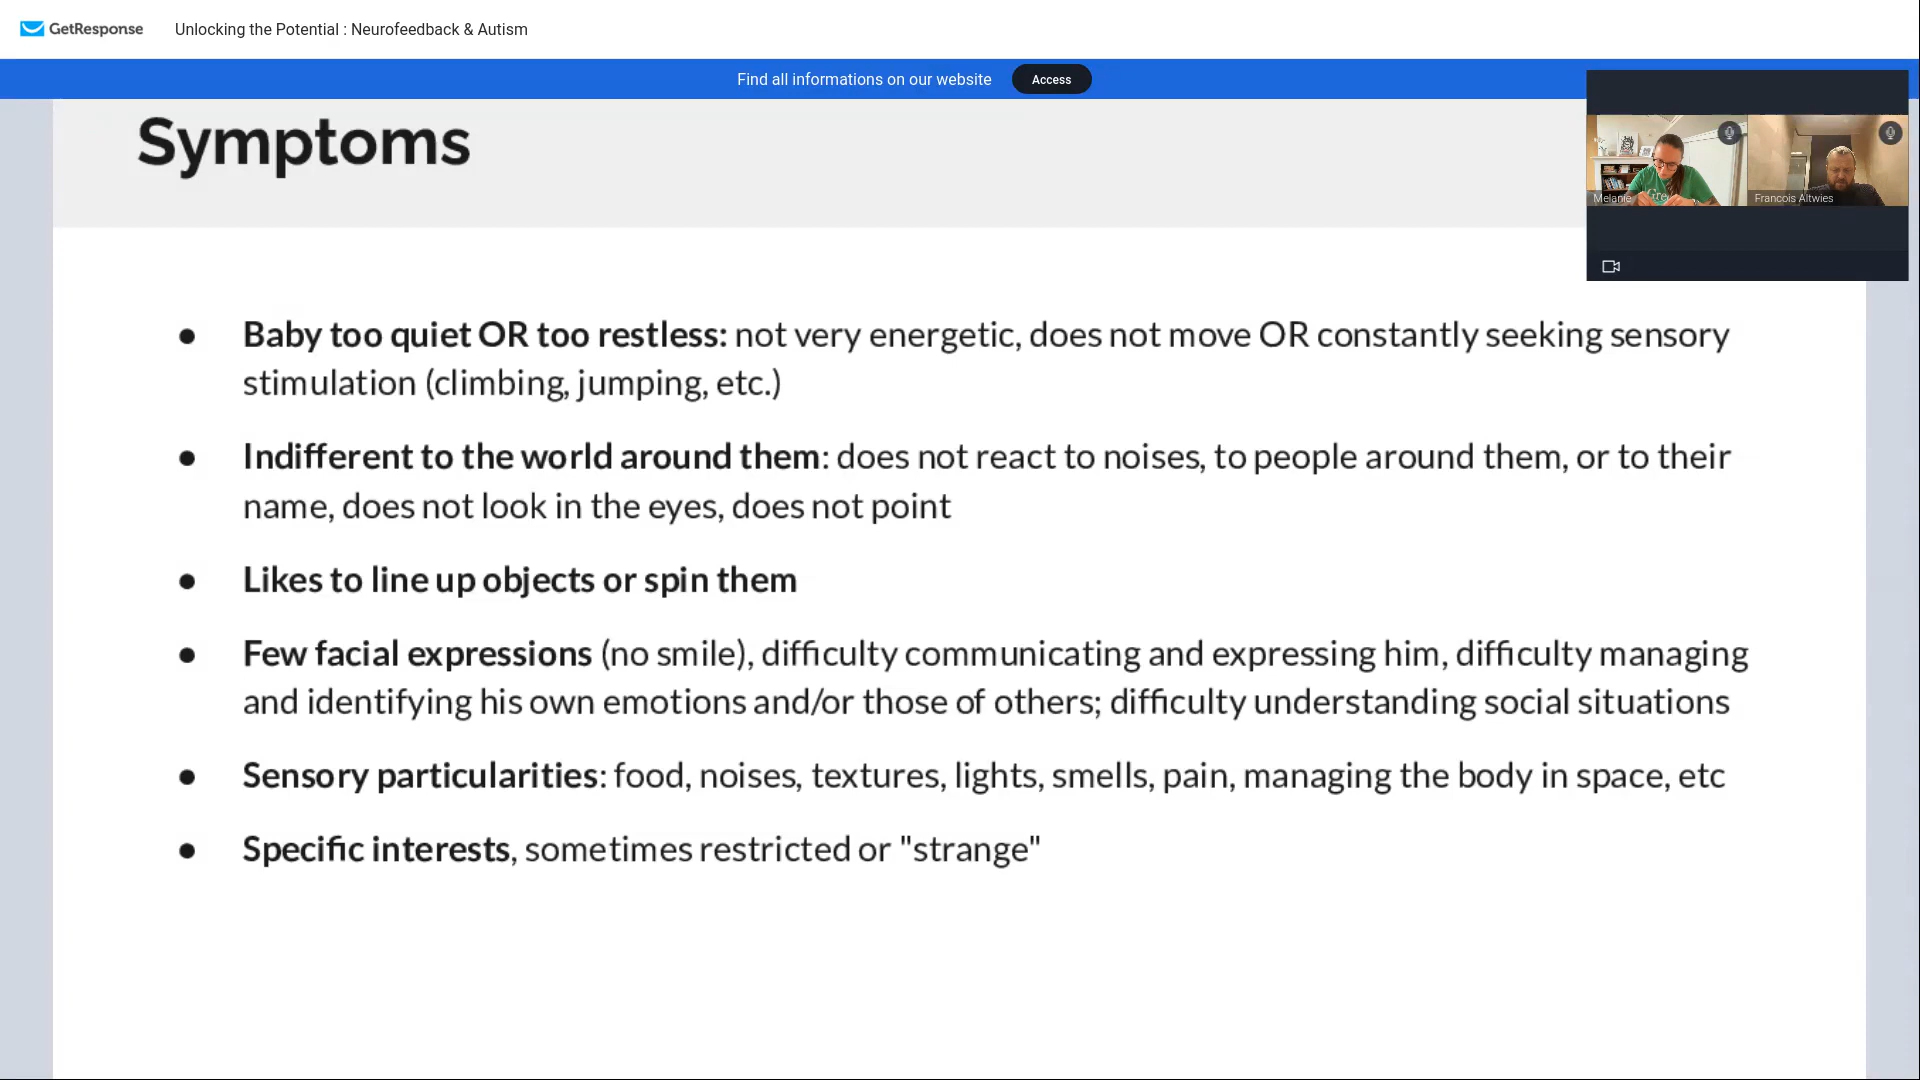 GetResponse
Unlocking the Potential : Neurofeedback & Autism
Find all informations on our website
Access
Symptoms
Melanie
Francois Altwies
Gre
● Baby too quiet OR too restless: not very energetic, does not move OR constantly seeking sensory
stimulation (climbing, jumping, etc.)
● Indifferent to the world around them: does not react to noises, to people around them, or to their
name, does not look in the eyes, does not point
● Likes to line up objects or spin them
● Few facial expressions (no smile), difficulty communicating and expressing him, difficulty managing
and identifying his own emotions and/or those of others; difficulty understanding social situations
● Sensory particularities: food, noises, textures, lights, smells, pain, managing the body in space, etc
● Specific interests, sometimes restricted or "strange"